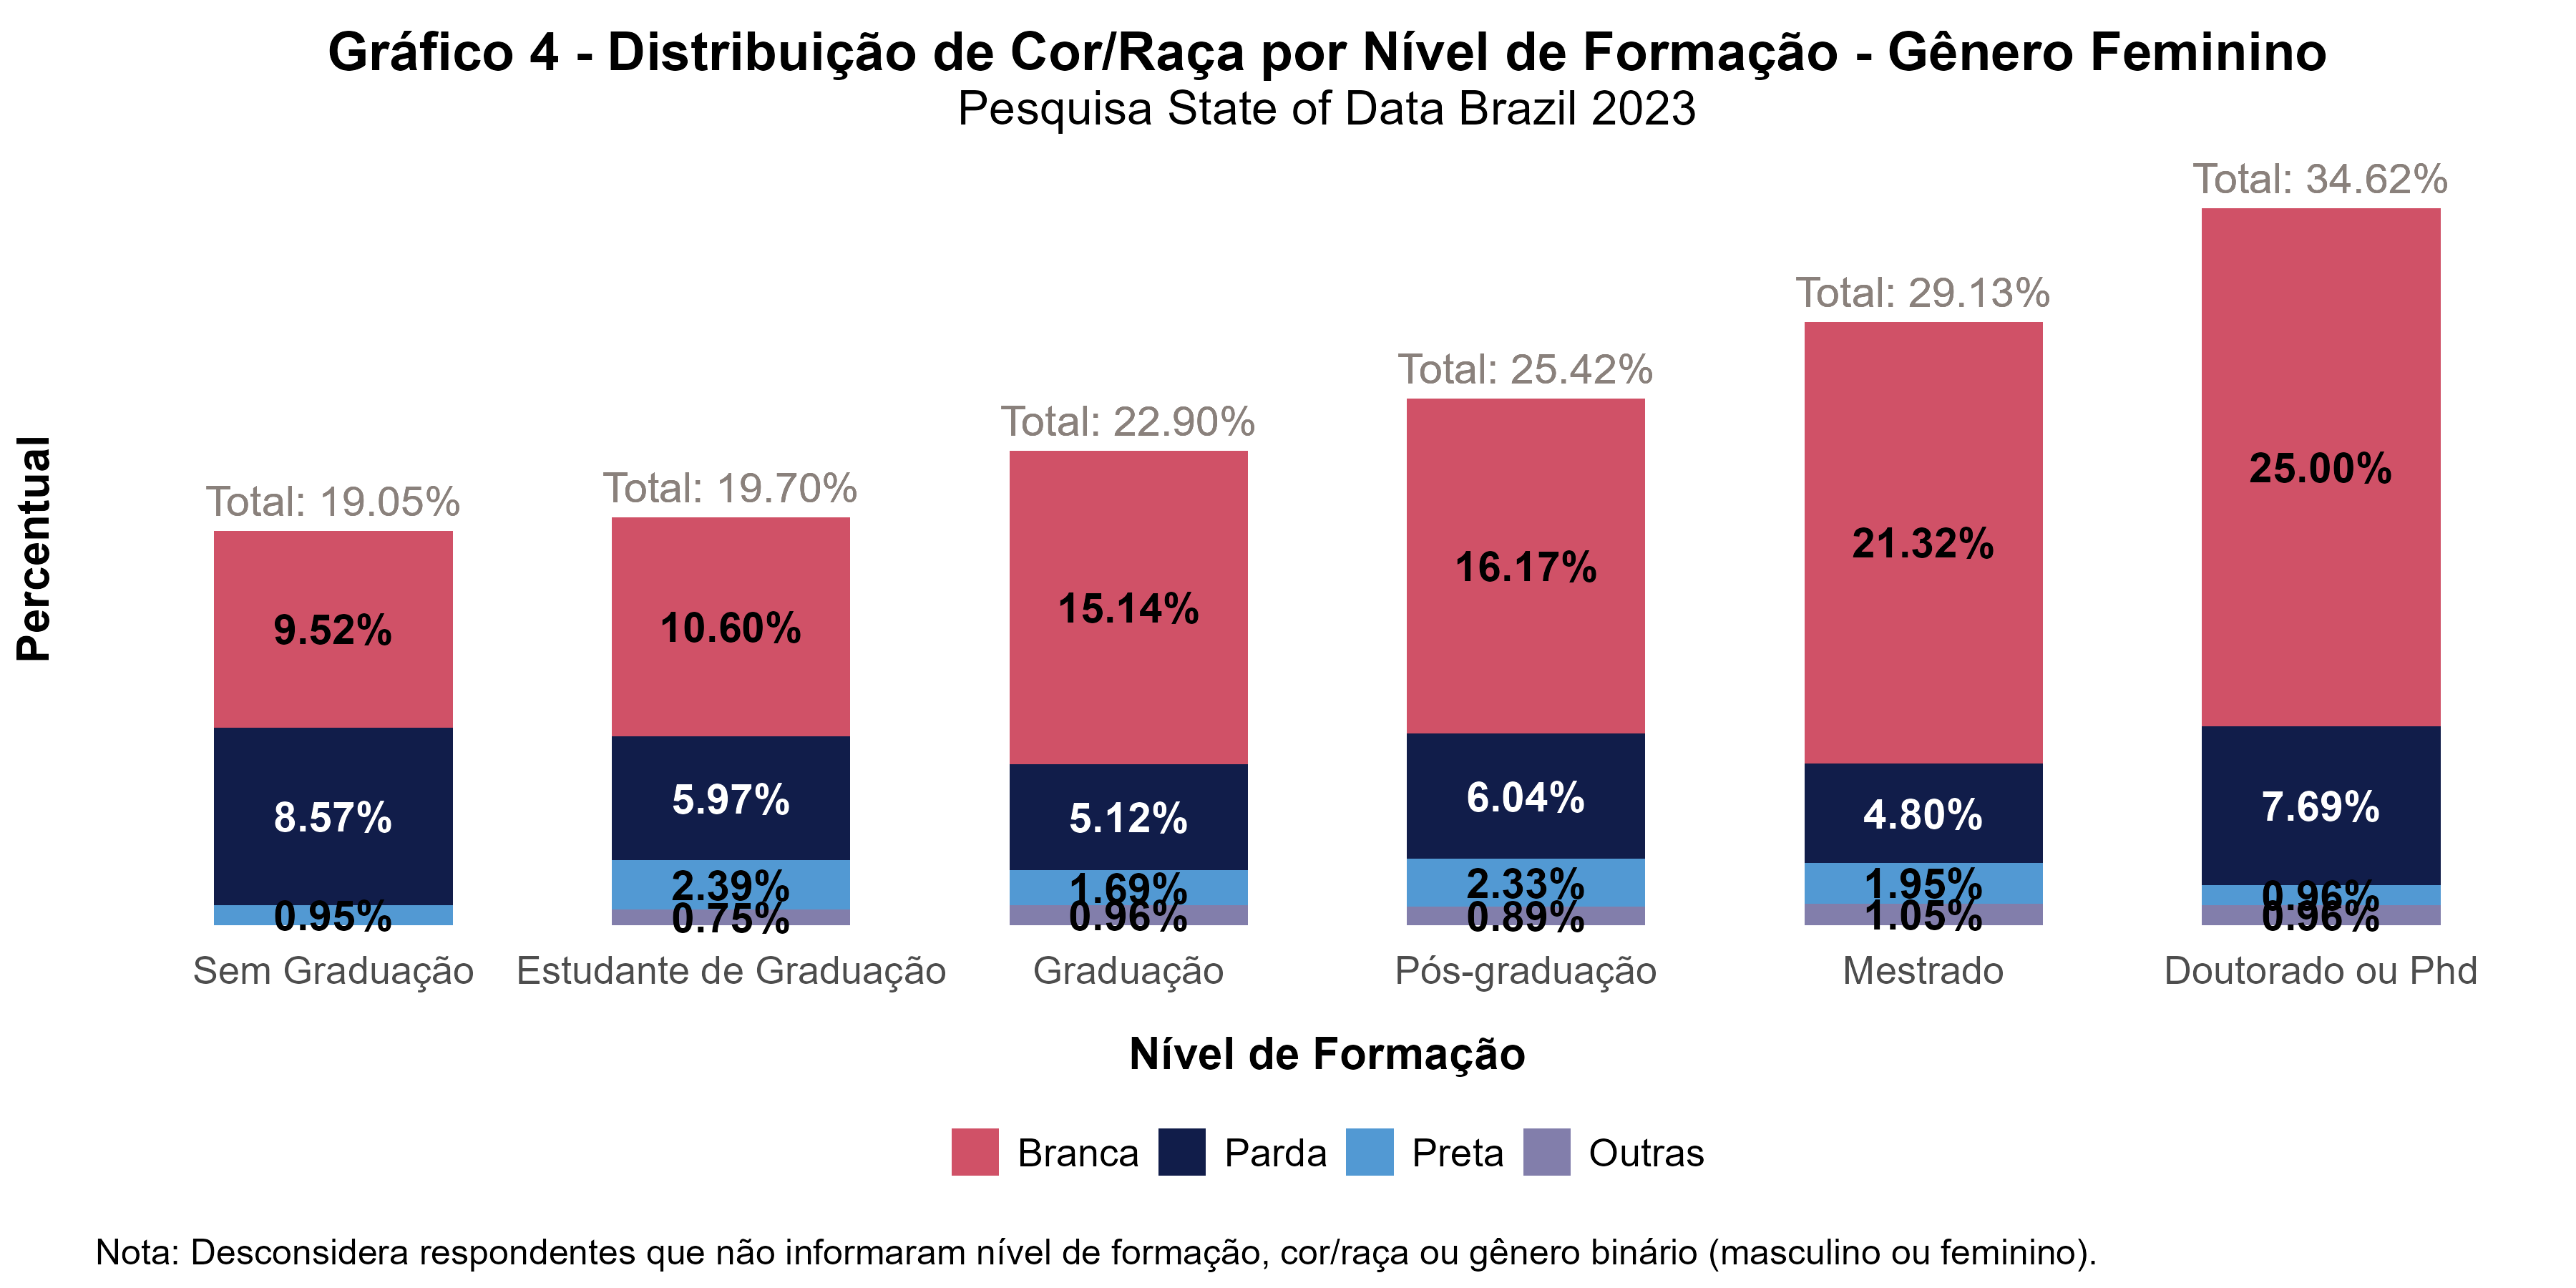 Gráfico 4 - Distribuição de Cor/Raça por Nível de Formação - Gênero Feminino
Pesquisa State of Data Brazil 2023
Percentual
Total: 19.05%
9.52%
8.57%
0.95%
Sem Graduação
Total: 19.70%
10.60%
5.97%
2.39%
0.75%
Estudante de Graduação
Total: 22.90%
15.14%
5.12%
1.69%
0.96%
Graduação
Total: 25.42%
16.17%
6.04%
2.33%
0.89%
Pós-graduação
Total: 29.13%
21.32%
4.80%
1.95%
1.05%
Mestrado
Total: 34.62%
25.00%
7.69%
0.96%
0.96%
Doutorado ou Phd
Nível de Formação
Branca
Parda
Preta
Outras
Nota: Desconsidera respondentes que não informaram nível de formação, cor/raça ou gênero binário (masculino ou feminino).